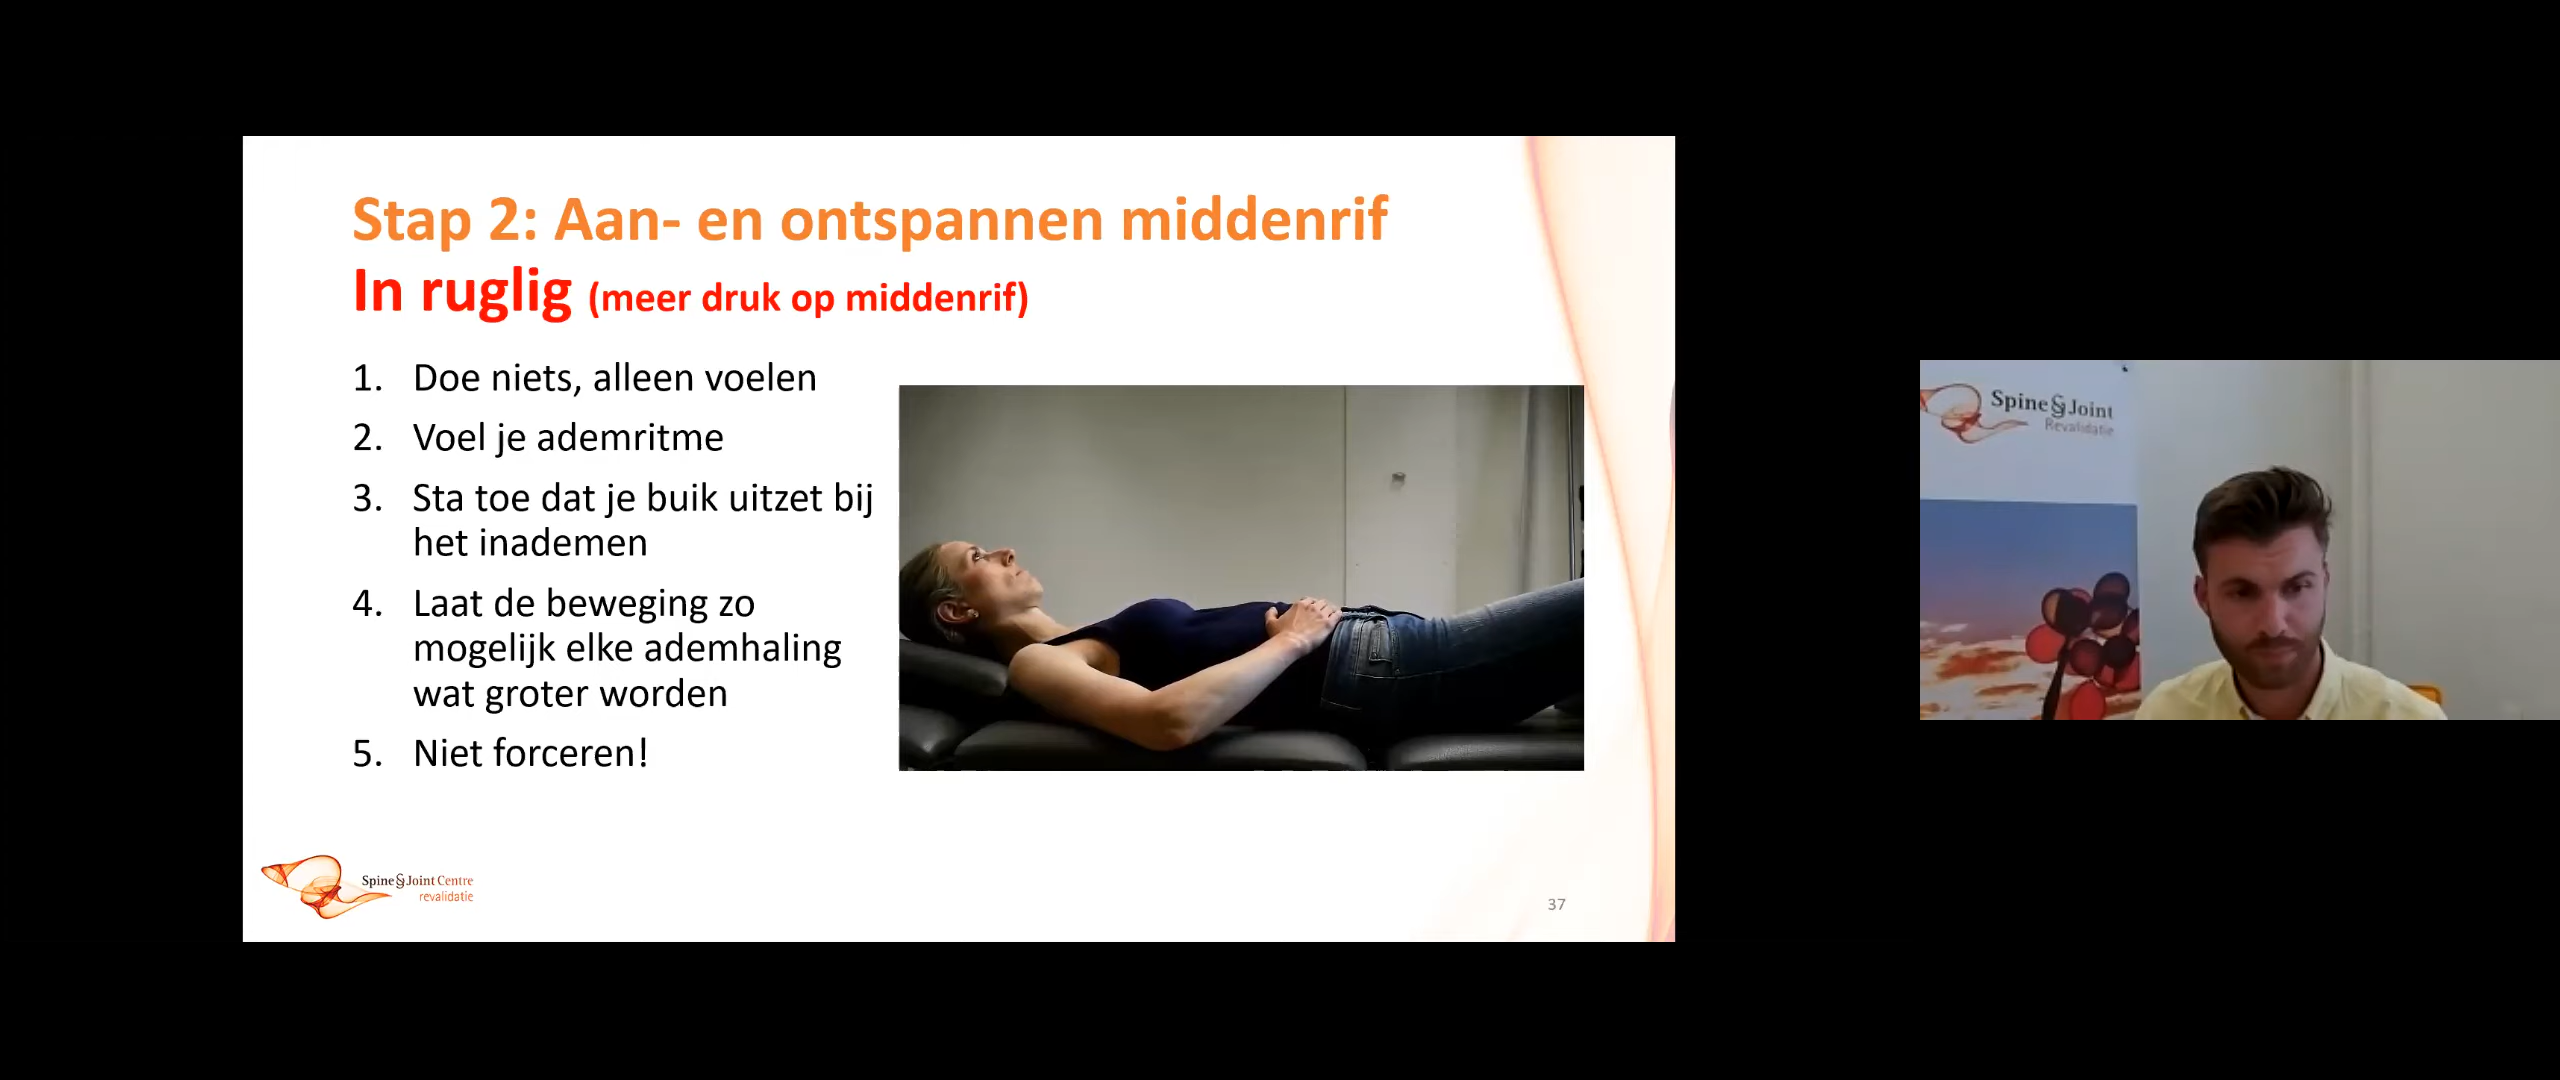 Stap 2: Aan- en ontspannen middenrif
In ruglig (meer druk op middenrif)
1. Doe niets, alleen voelen
2. Voel je ademritme
3. Sta toe dat je buik uitzet bij
het inademen
4. Laat de beweging zo
mogelijk elke ademhaling
wat groter worden
5. Niet forceren!
Spine&Joint Centre
revalidatie
37
Spine&Joint
Revalidatie